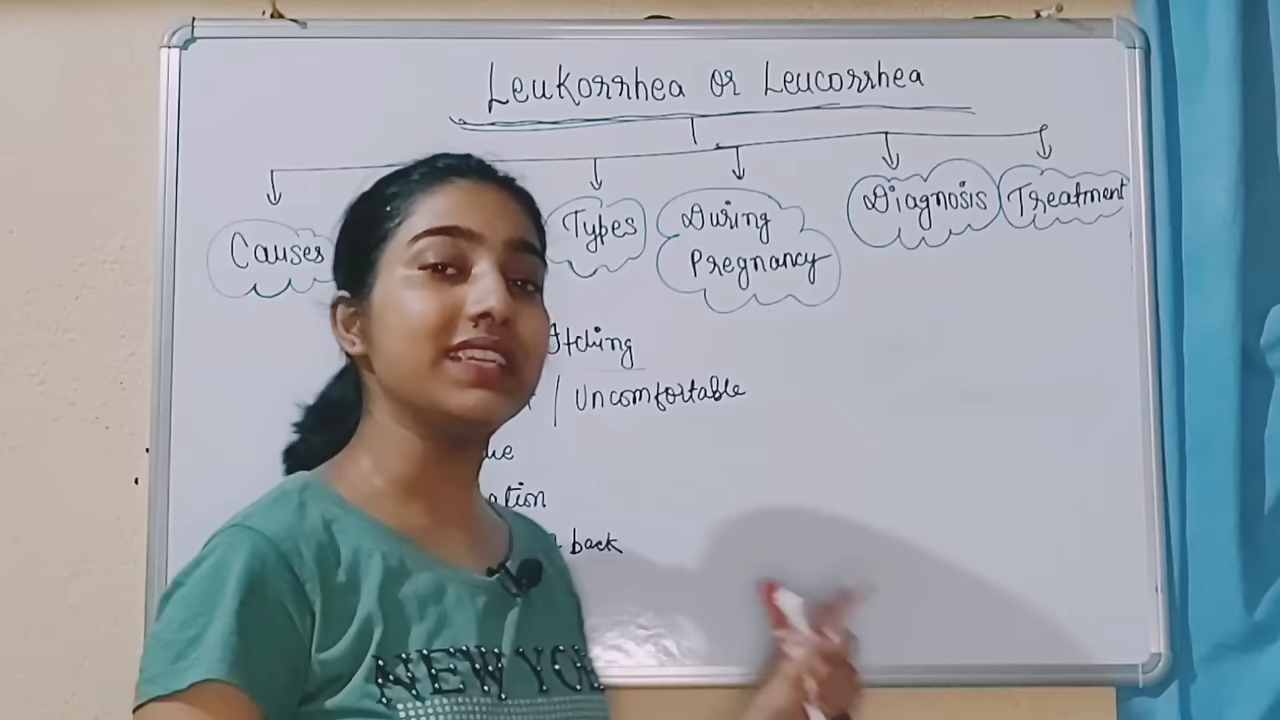 Leukorrhea or Leucorrhea
Causes
Types
During
Pregnancy
Diagnosis
Treatment
Itching
/ Uncomfortable
back
NEW YO